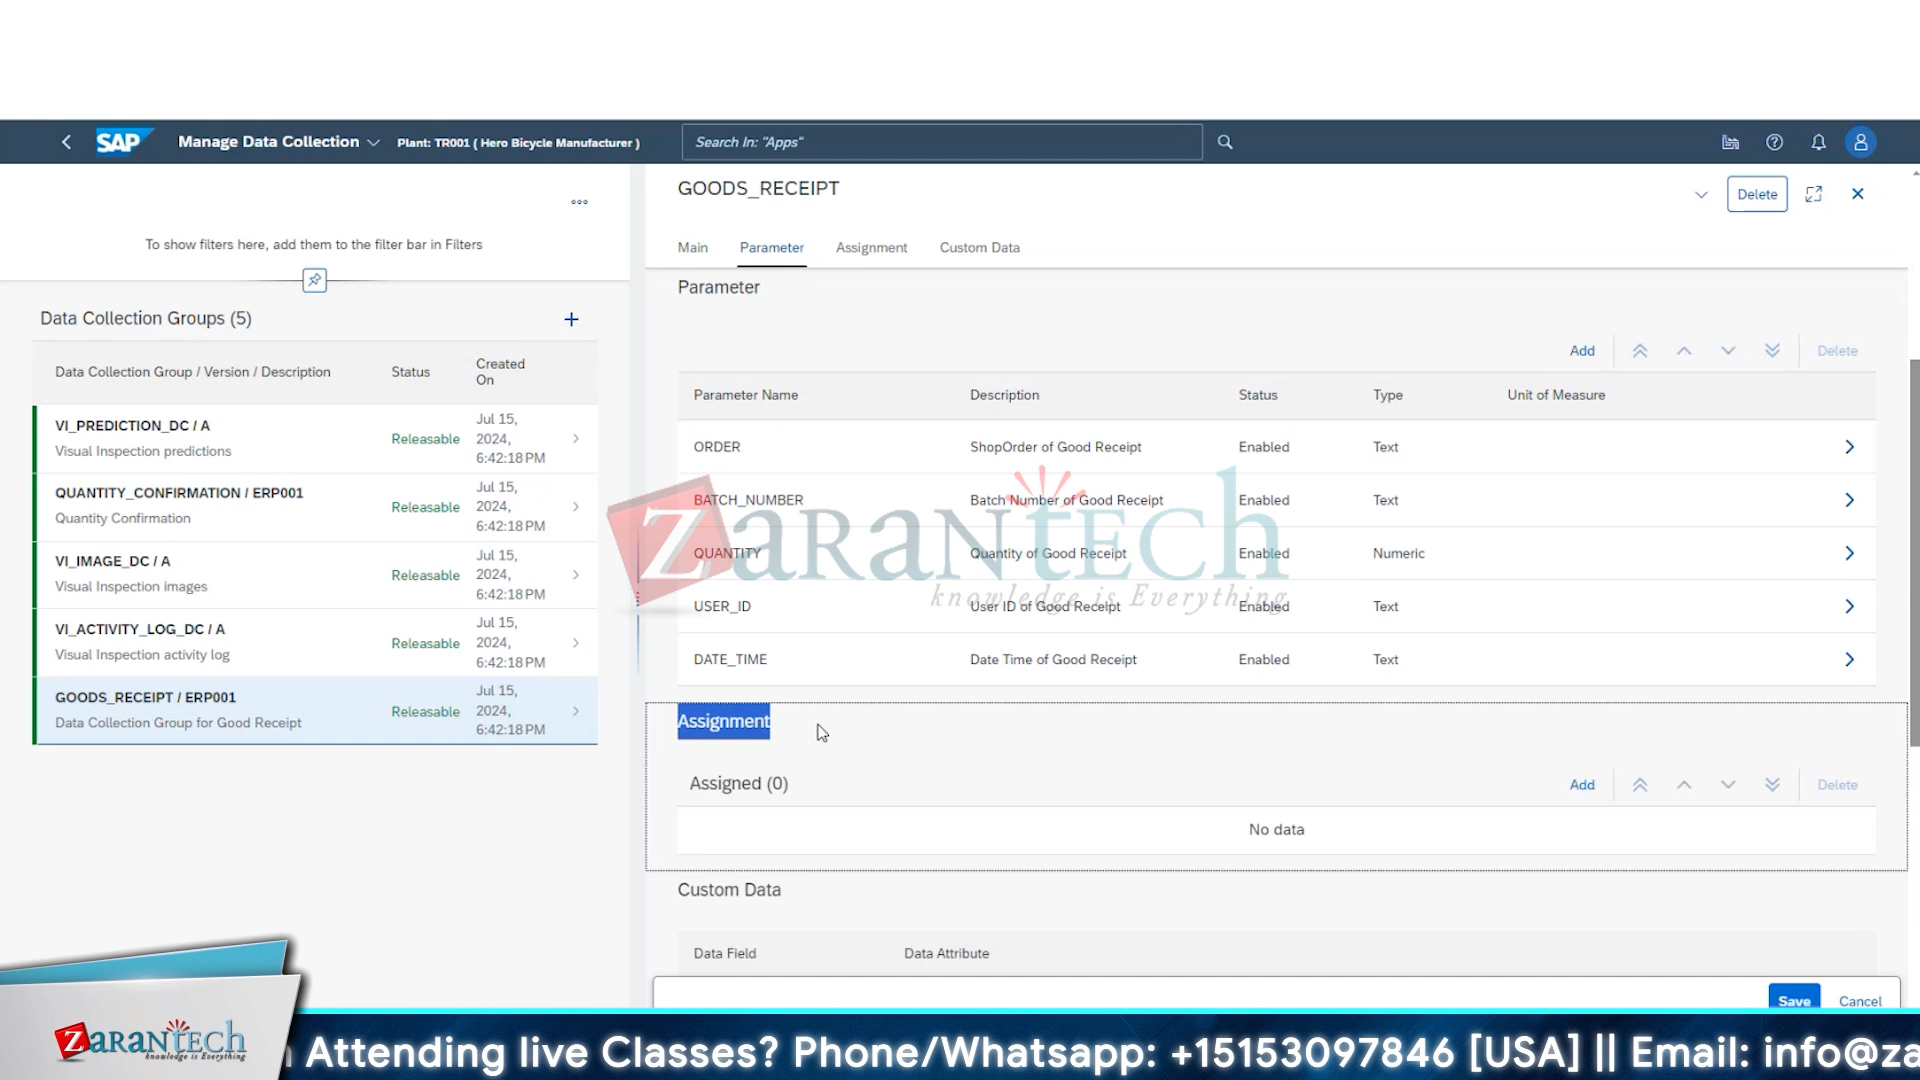 SAP
Manage Data Collection
Plant: TR001 ( Hero Bicycle Manufacturer )
Search In: "Apps"
To show filters here, add them to the filter bar in Filters
Data Collection Groups (5)
Data Collection Group / Version / Description
Status
Created
On
VI_PREDICTION_DC / A
Visual Inspection predictions
Releasable
Jul 15,
2024,
6:42:18 PM
QUANTITY_CONFIRMATION / ERP001
Quantity Confirmation
Releasable
Jul 15,
2024,
6:42:18 PM
VI_IMAGE_DC / A
Visual Inspection images
Releasable
Jul 15,
2024,
6:42:18 PM
VI_ACTIVITY_LOG_DC / A
Visual Inspection activity log
Releasable
Jul 15,
2024,
6:42:18 PM
GOODS_RECEIPT / ERP001
Data Collection Group for Good Receipt
Releasable
Jul 15,
2024,
6:42:18 PM
GOODS_RECEIPT
Delete
Main
Parameter
Assignment
Custom Data
Parameter
Add
Delete
Parameter Name Description Status Type Unit of Measure
ORDER ShopOrder of Good Receipt Enabled Text
BATCH_NUMBER Batch Number of Good Receipt Enabled Text
QUANTITY Quantity of Good Receipt Enabled Numeric
USER_ID User ID of Good Receipt Enabled Text
DATE_TIME Date Time of Good Receipt Enabled Text
ZARANTECH
knowledge is Everything
Assignment
Assigned (0)
Add
Delete
No data
Custom Data
Data Field Data Attribute
Save Cancel
ZARANTECH
knowledge is Everything
Attending live Classes? Phone/Whatsapp: +15153097846 [USA] || Email: info@za